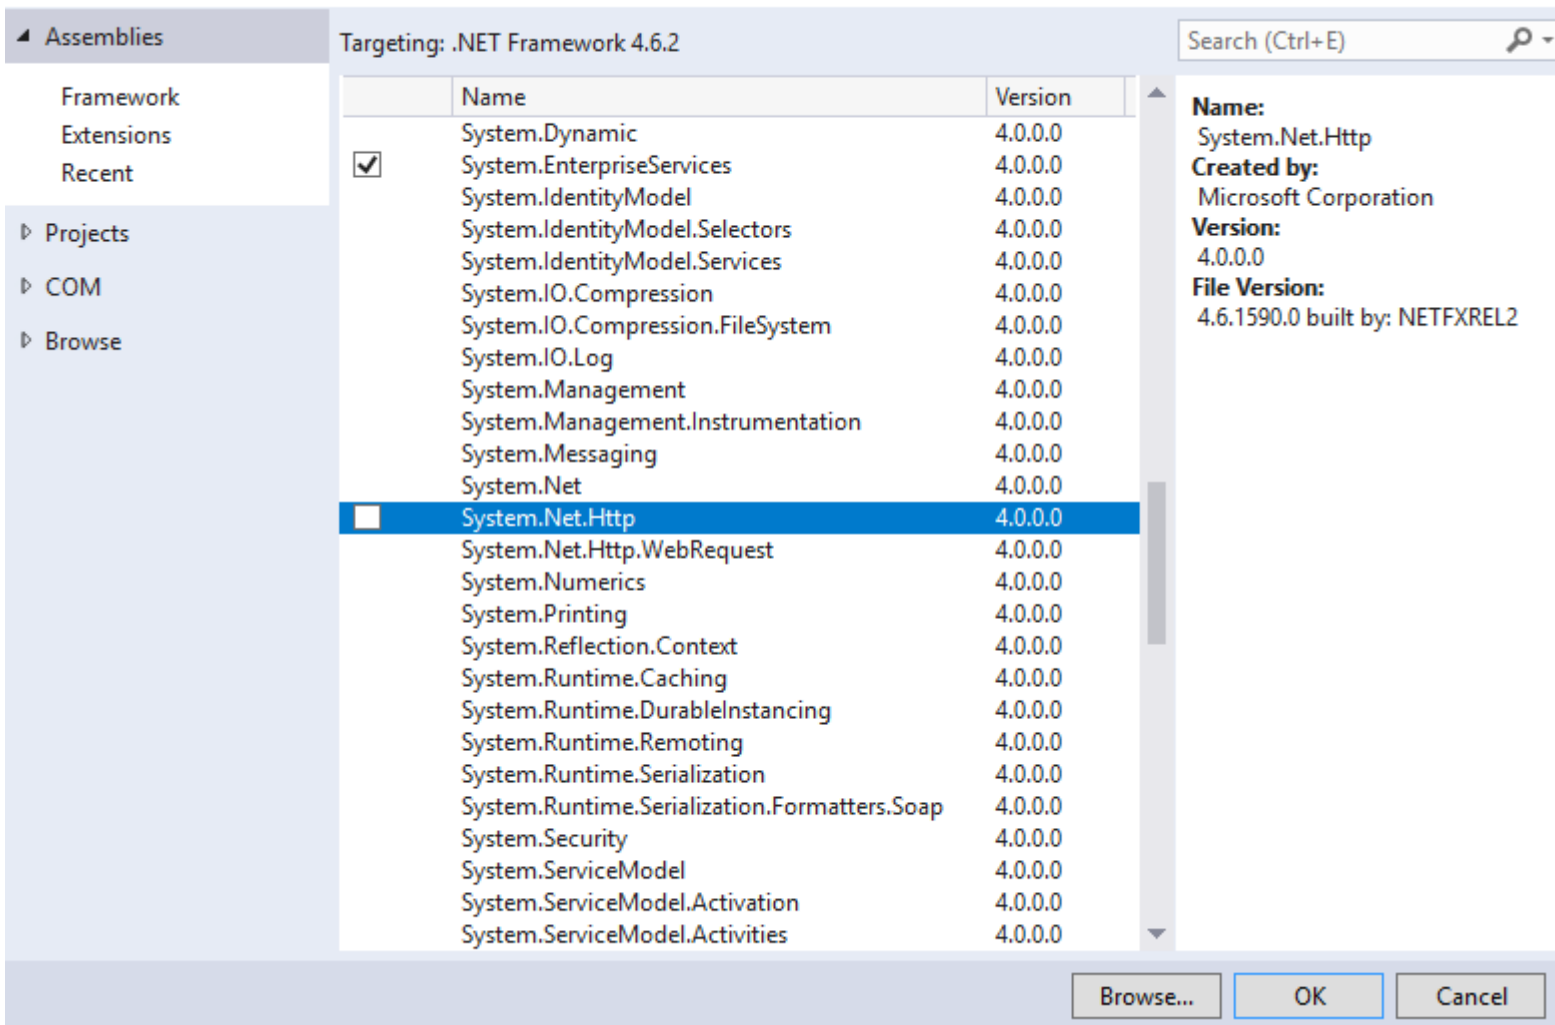 Assemblies
Framework
Extensions
Recent
Projects
COM
Browse
Targeting: .NET Framework 4.6.2
Name Version
System.Dynamic 4.0.0.0
System.EnterpriseServices 4.0.0.0
System.IdentityModel 4.0.0.0
System.IdentityModel.Selectors 4.0.0.0
System.IdentityModel.Services 4.0.0.0
System.IO.Compression 4.0.0.0
System.IO.Compression.FileSystem 4.0.0.0
System.IO.Log 4.0.0.0
System.Management 4.0.0.0
System.Management.Instrumentation 4.0.0.0
System.Messaging 4.0.0.0
System.Net 4.0.0.0
System.Net.Http 4.0.0.0
System.Net.Http.WebRequest 4.0.0.0
System.Numerics 4.0.0.0
System.Printing 4.0.0.0
System.Reflection.Context 4.0.0.0
System.Runtime.Caching 4.0.0.0
System.Runtime.DurableInstancing 4.0.0.0
System.Runtime.Remoting 4.0.0.0
System.Runtime.Serialization 4.0.0.0
System.Runtime.Serialization.Formatters.Soap 4.0.0.0
System.Security 4.0.0.0
System.ServiceModel 4.0.0.0
System.ServiceModel.Activation 4.0.0.0
System.ServiceModel.Activities 4.0.0.0
Search (Ctrl+E)
Name:
System.Net.Http
Created by:
Microsoft Corporation
Version:
4.0.0.0
File Version:
4.6.1590.0 built by: NETFXREL2
Browse... OK Cancel